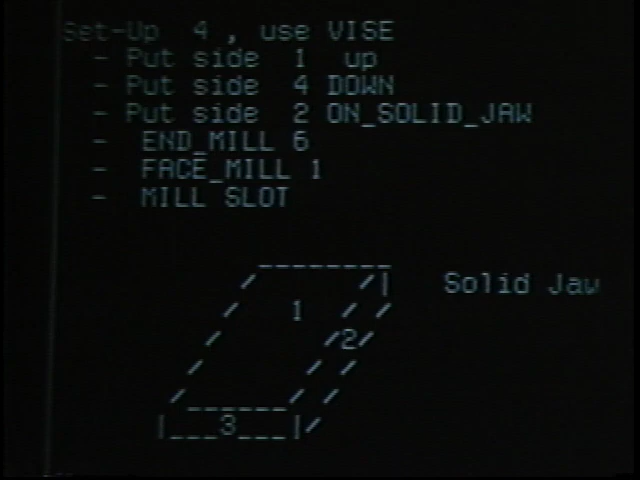 Set-Up 4 , use VISE
- Put side 1 up
- Put side 4 DOWN
- Put side 2 ON_SOLID_JAW
- END_MILL 6
- FACE_MILL 1
- MILL SLOT
Solid Jaw
1
2
3